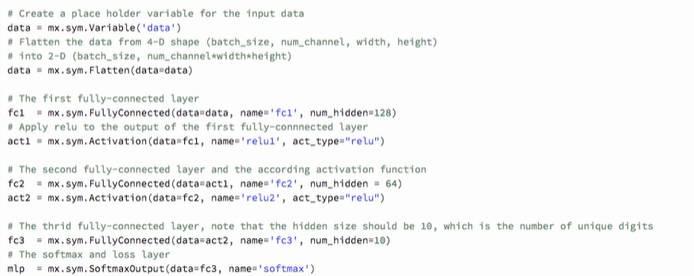 # Create a place holder variable for the input data
data = mx.sym.Variable('data')
# Flatten the data from 4-D shape (batch_size, num_channel, width, height)
# into 2-D (batch_size, num_channel*width*height)
data = mx.sym.Flatten(data=data)
# The first fully-connected layer
fc1  = mx.sym.FullyConnected(data=data, name='fc1', num_hidden=128)
# Apply relu to the output of the first fully-connnected layer
act1 = mx.sym.Activation(data=fc1, name='relu1', act_type="relu")
# The second fully-connected layer and the according activation function
fc2  = mx.sym.FullyConnected(data=act1, name='fc2', num_hidden = 64)
act2 = mx.sym.Activation(data=fc2, name='relu2', act_type="relu")
# The thrid fully-connected layer, note that the hidden size should be 10, which is the number of unique digits
fc3  = mx.sym.FullyConnected(data=act2, name='fc3', num_hidden=10)
# The softmax and loss layer
mlp  = mx.sym.SoftmaxOutput(data=fc3, name='softmax')